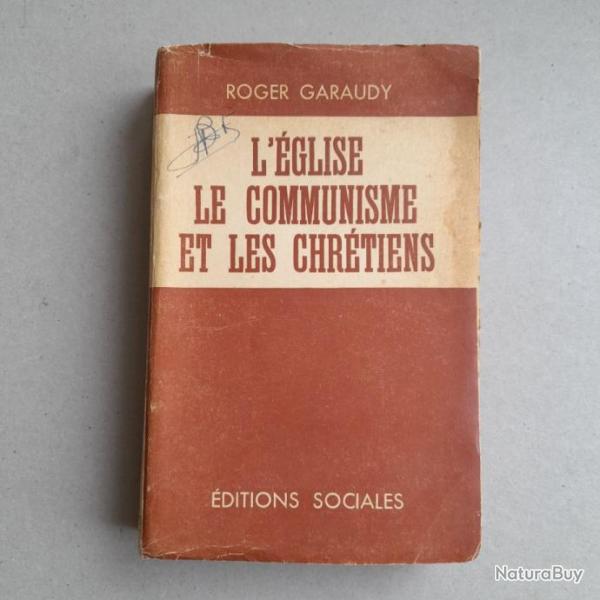 ROGER GARAUDY
L'ÉGLISE
LE COMMUNISME
ET LES CHRÉTIENS
ÉDITIONS SOCIALES
NaturaBuy